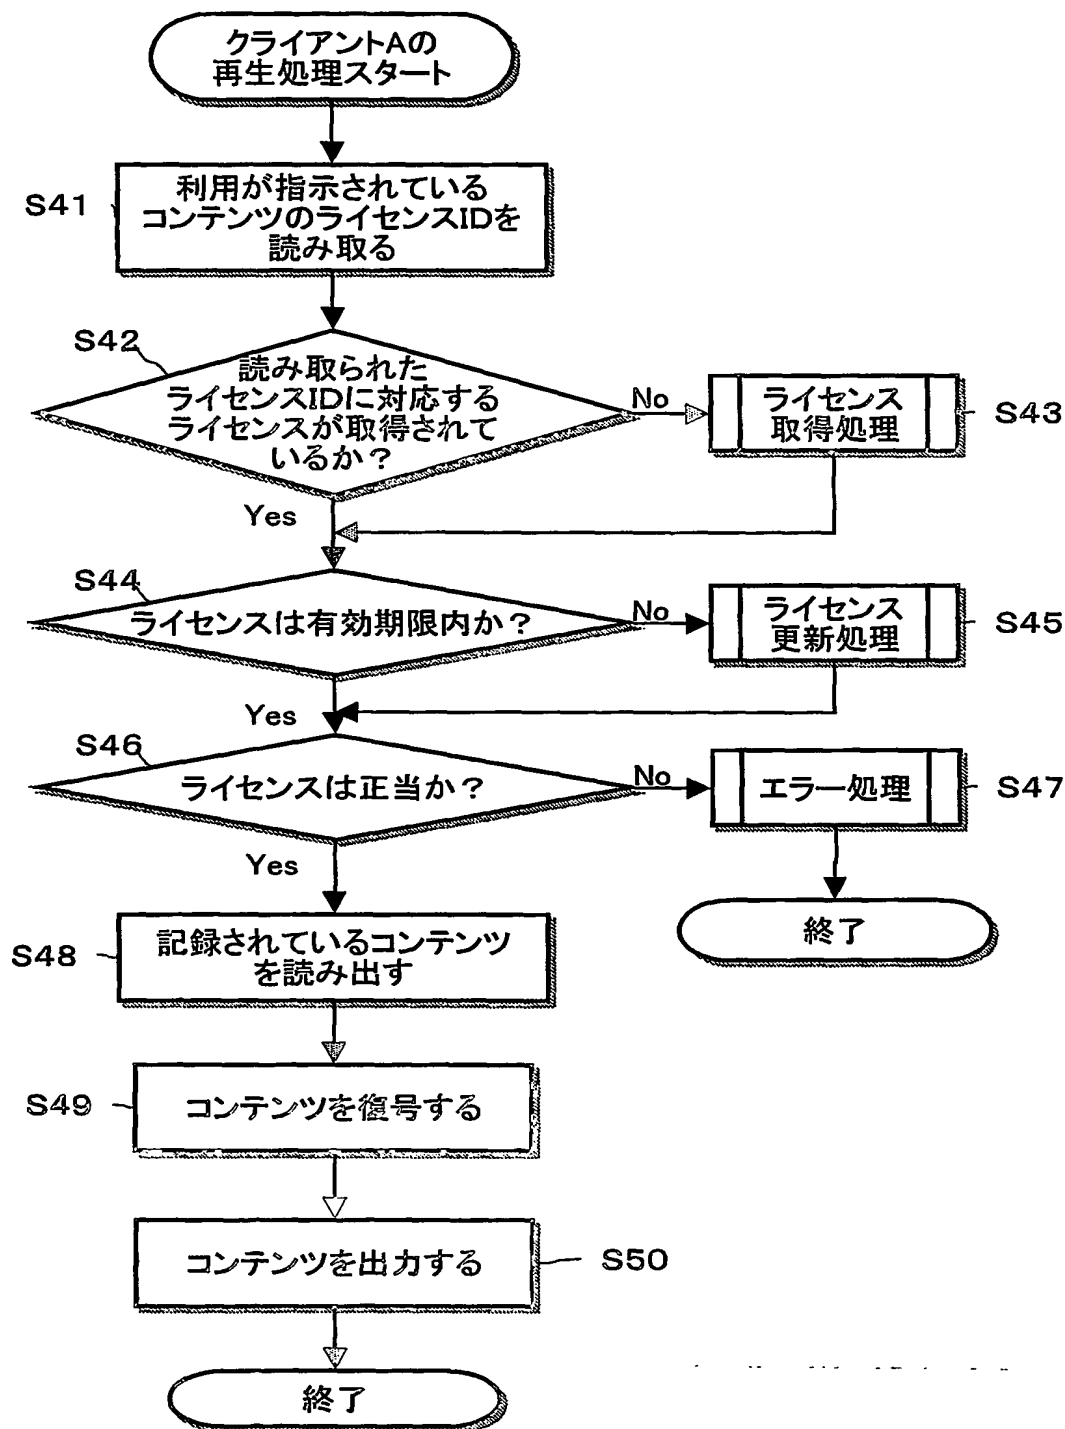 クライアントAの
再生処理スタート
S41
利用が指示されている
コンテンツのライセンスIDを
読み取る
S42
読み取られた
ライセンスIDに対応する
ライセンスが取得されて
いるか？
No
ライセンス
取得処理
S43
Yes
S44
ライセンスは有効期限内か？
No
ライセンス
更新処理
S45
Yes
S46
ライセンスは正当か？
No
エラー処理
S47
Yes
終了
S48
記録されているコンテンツ
を読み出す
S49
コンテンツを復号する
コンテンツを出力する
S50
終了